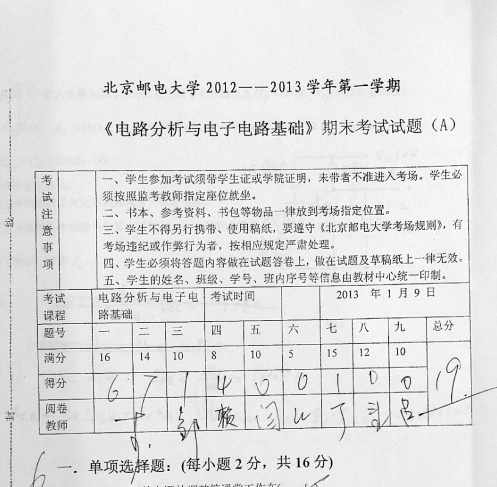 北京邮电大学 2012——2013 学年第一学期
《电路分析与电子电路基础》期末考试试题（A）
考试注意事项
一、学生参加考试须带学生证或学院证明，未带者不准进入考场。学生必
须按照监考教师指定座位就坐。
二、书本、参考资料、书包等物品一律放到考场指定位置。
三、学生不得另行携带、使用稿纸，要遵守《北京邮电大学考场规则》，有
考场违纪或作弊行为者，按相应规定严肃处理。
四、学生必须将答题内容做在试题答卷上，做在试题及草稿纸上一律无效。
五、学生的姓名、班级、学号、班内序号等信息由教材中心统一印制。
考试课程 电路分析与电子电路基础 考试时间 2013 年 1 月 9 日
题号 一 二 三 四 五 六 七 八 九 总分
满分 16 14 10 8 10 5 15 12 10
得分 6 7 1 4 0 0 1 0 0 19
阅卷教师
6
一．单项选择题：(每小题 2 分，共 16 分)